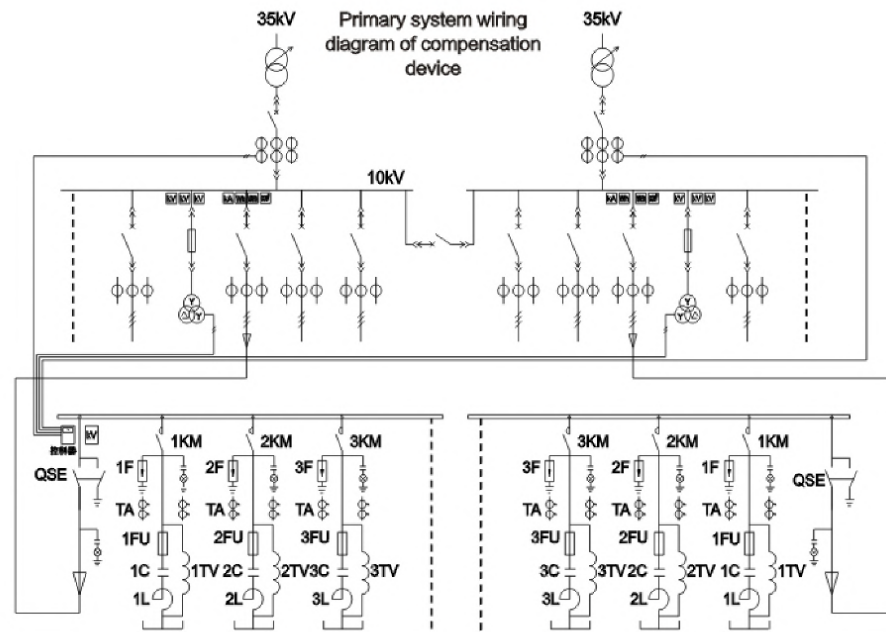 35kV
Primary system wiring
diagram of compensation
device
35kV
10kV
kV kV kV
kA
kA
kV kV kV
Y
Y
△
Y
Y
△
控制器
kV
QSE
1KM
2KM
3KM
1F
2F
3F
TA
TA
TA
1FU
2FU
3FU
1C
1TV
2C
2TV
3C
3TV
1L
2L
3L
3KM
2KM
1KM
3F
2F
1F
QSE
TA
TA
TA
3FU
2FU
1FU
3C
3TV
2C
2TV
1C
1TV
3L
2L
1L